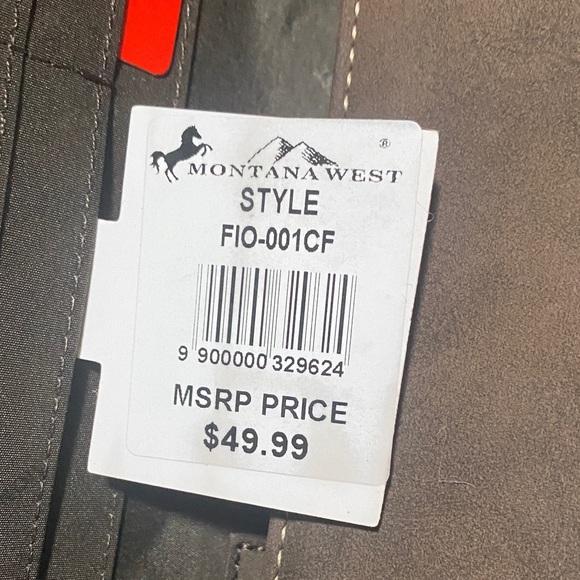 ®
MONTANA WEST
STYLE
FIO-001CF
9 900000 329624
MSRP PRICE
$49.99